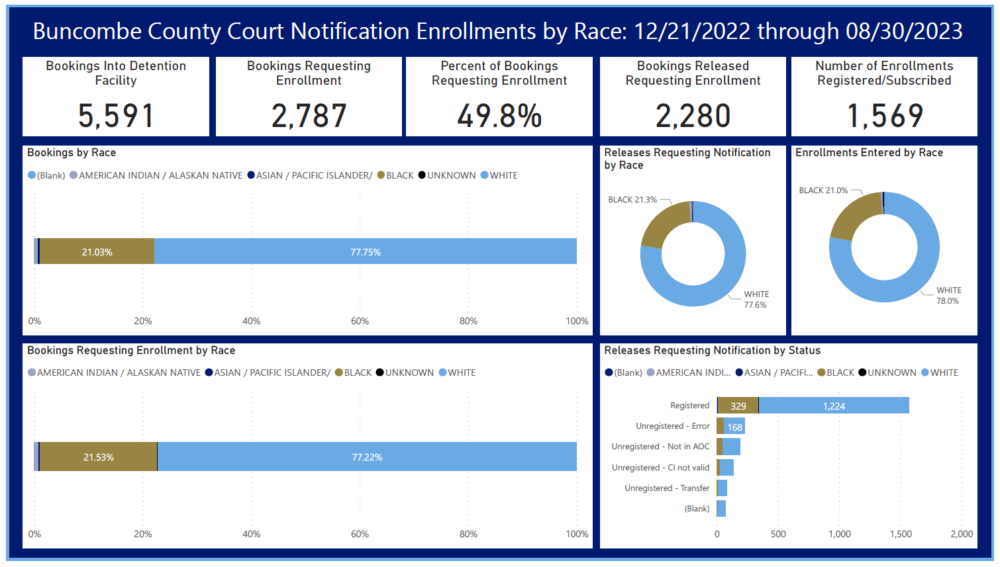 Buncombe County Court Notification Enrollments by Race: 12/21/2022 through 08/30/2023
Bookings Into Detention
Facility
5,591
Bookings Requesting
Enrollment
2,787
Percent of Bookings
Requesting Enrollment
49.8%
Bookings Released
Requesting Enrollment
2,280
Number of Enrollments
Registered/Subscribed
1,569
Bookings by Race
(Blank) AMERICAN INDIAN / ALASKAN NATIVE ASIAN / PACIFIC ISLANDER/ BLACK UNKNOWN WHITE
21.03% 77.75%
0% 20% 40% 60% 80% 100%
Releases Requesting Notification
by Race
BLACK 21.3%
WHITE
77.6%
Enrollments Entered by Race
BLACK 21.0%
WHITE
78.0%
Bookings Requesting Enrollment by Race
AMERICAN INDIAN / ALASKAN NATIVE ASIAN / PACIFIC ISLANDER/ BLACK UNKNOWN WHITE
21.53% 77.22%
0% 20% 40% 60% 80% 100%
Releases Requesting Notification by Status
(Blank) AMERICAN INDI... ASIAN / PACIFI... BLACK UNKNOWN WHITE
Registered 329 1,224
Unregistered - Error 168
Unregistered - Not in AOC
Unregistered - CI not valid
Unregistered - Transfer
(Blank)
0 500 1,000 1,500 2,000